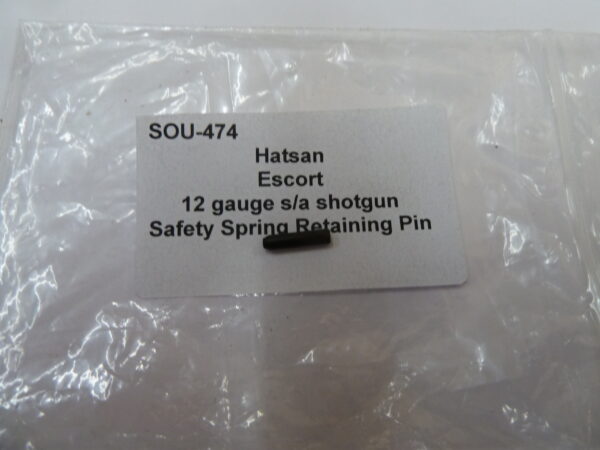 SOU-474
Hatsan
Escort
12 gauge s/a shotgun
Safety Spring Retaining Pin